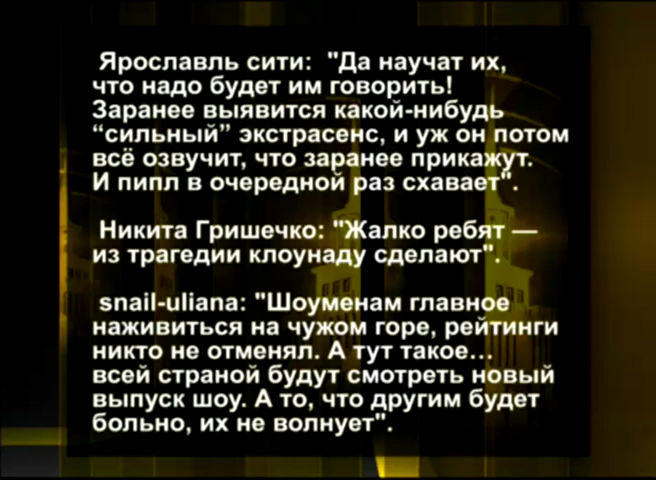 Ярославль сити: "Да научат их,
что надо будет им говорить!
Заранее выявится какой-нибудь
“сильный” экстрасенс, и уж он потом
всё озвучит, что заранее прикажут.
И пипл в очередной раз схавает".
Никита Гришечко: "Жалко ребят —
из трагедии клоунаду сделают".
snail-uliana: "Шоуменам главное
наживиться на чужом горе, рейтинги
никто не отменял. А тут такое...
всей страной будут смотреть новый
выпуск шоу. А то, что другим будет
больно, их не волнует".